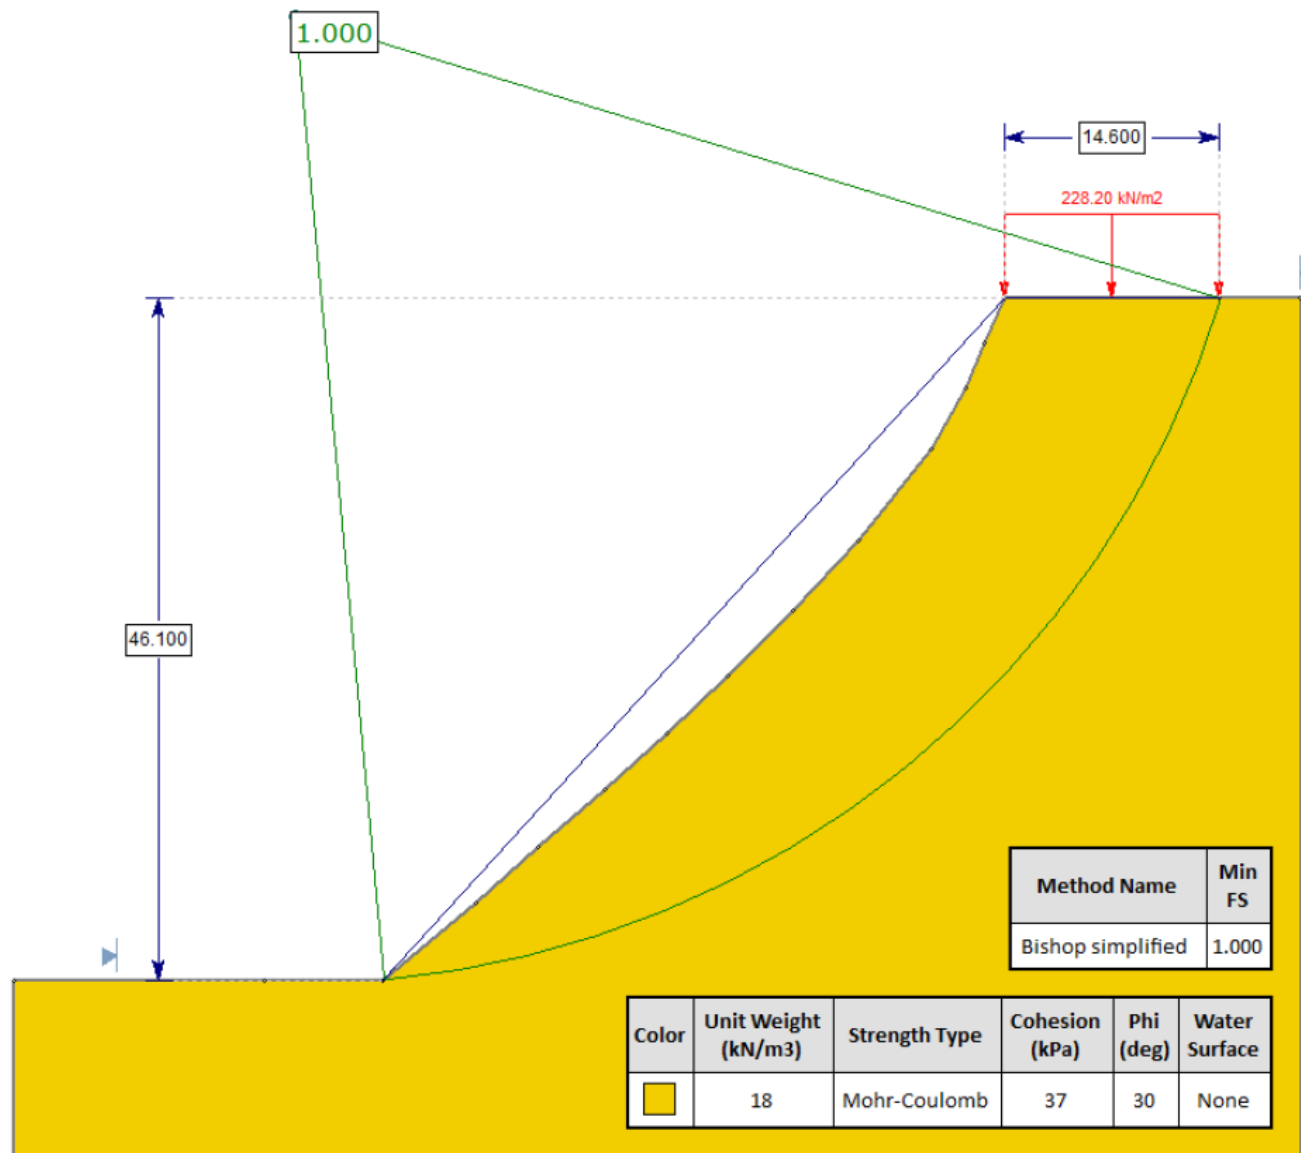 1.000
14.600
228.20 kN/m2
46.100
Method Name Min FS
Bishop simplified 1.000
Color Unit Weight (kN/m3) Strength Type Cohesion (kPa) Phi (deg) Water Surface
18 Mohr-Coulomb 37 30 None